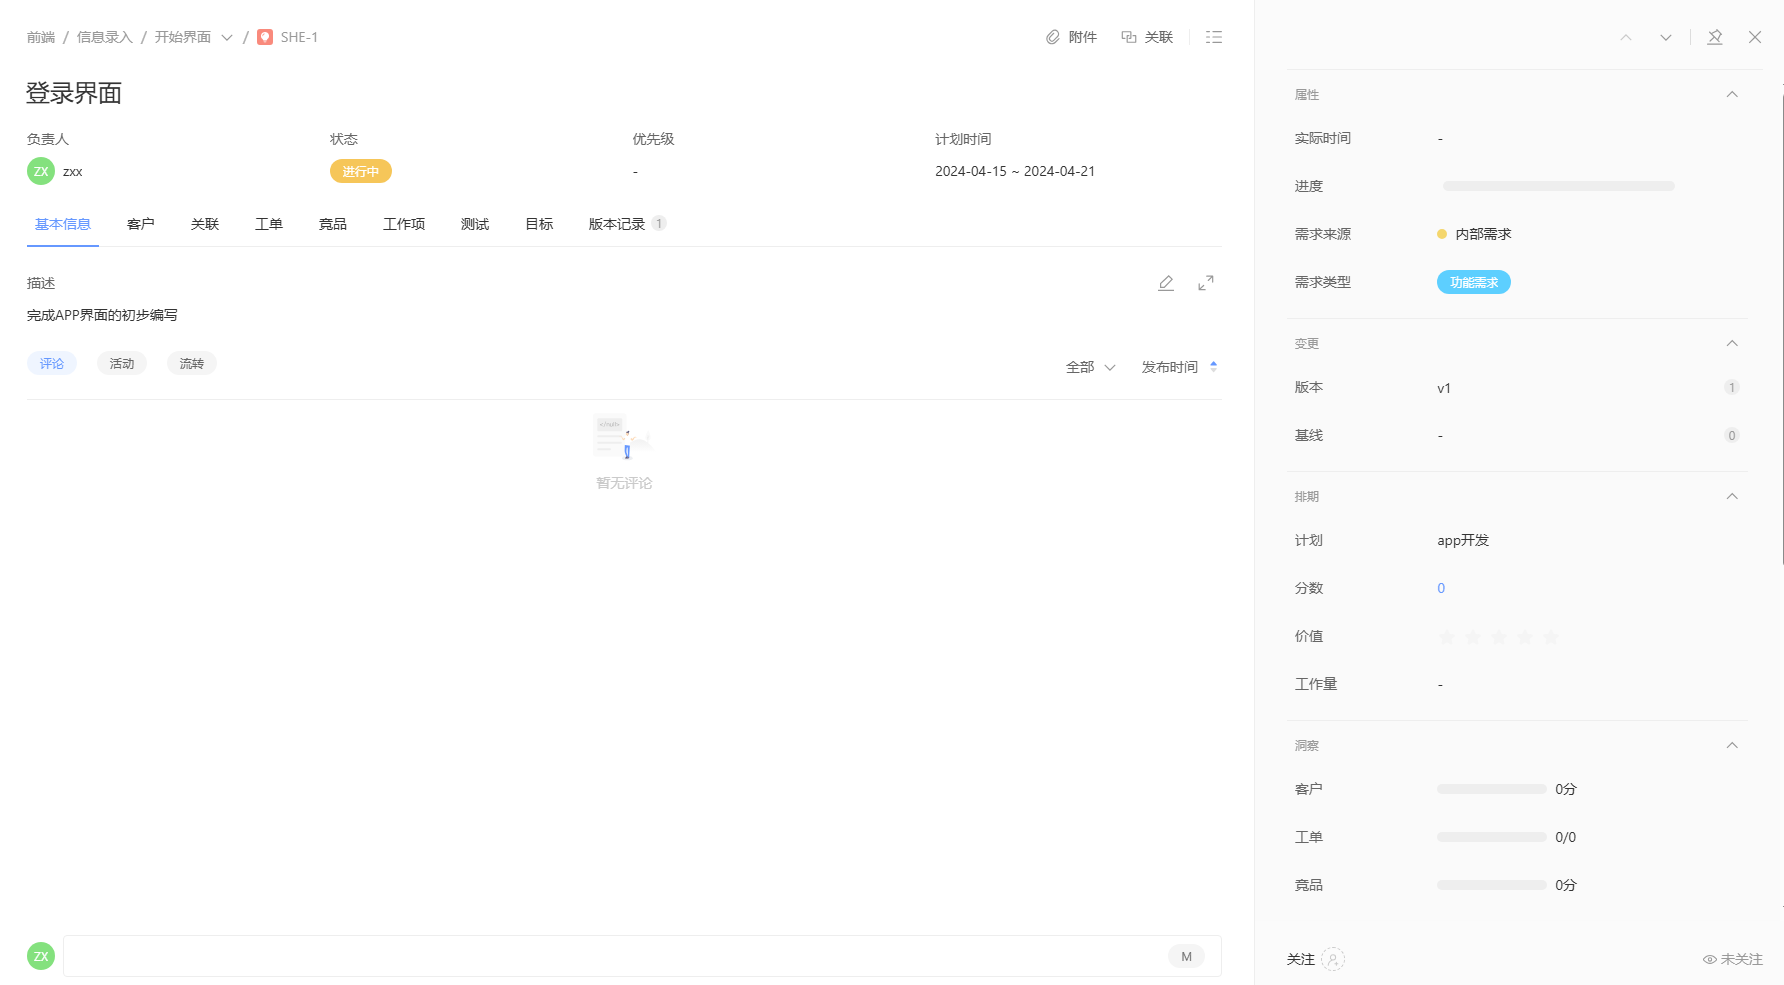 前端 / 信息录入 / 开始界面 / SHE-1
附件 关联
登录界面
负责人 状态 优先级 计划时间
ZX zxx 进行中 - 2024-04-15 ~ 2024-04-21
基本信息 客户 关联 工单 竞品 工作项 测试 目标 版本记录 1
描述
完成APP界面的初步编写
评论 活动 流转
全部 发布时间
暂无评论
ZX M
属性
实际时间 -
进度
需求来源 内部需求
需求类型 功能需求
变更
版本 v1 1
基线 - 0
排期
计划 app开发
分数 0
价值
工作量 -
洞察
客户 0分
工单 0/0
竞品 0分
关注 未关注